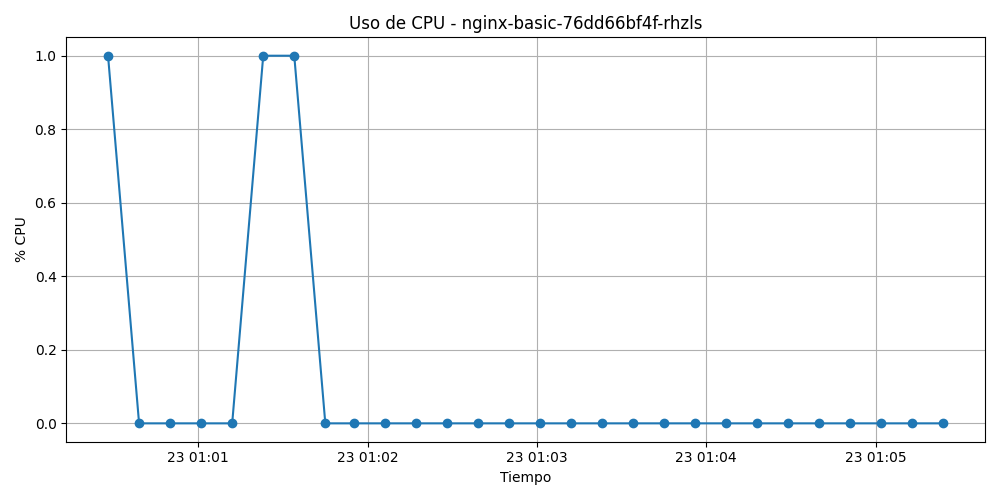 Uso de CPU - nginx-basic-76dd66bf4f-rhzls
% CPU
1.0
0.8
0.6
0.4
0.2
0.0
23 01:01 23 01:02 23 01:03 23 01:04 23 01:05
Tiempo